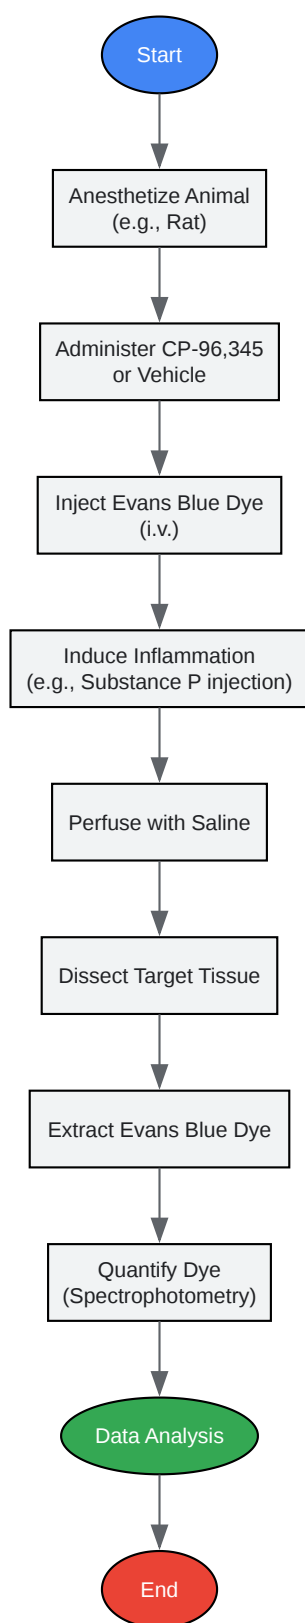 Start
Anesthetize Animal
(e.g., Rat)
Administer CP-96,345
or Vehicle
Inject Evans Blue Dye
(i.v.)
Induce Inflammation
(e.g., Substance P injection)
Perfuse with Saline
Dissect Target Tissue
Extract Evans Blue Dye
Quantify Dye
(Spectrophotometry)
Data Analysis
End